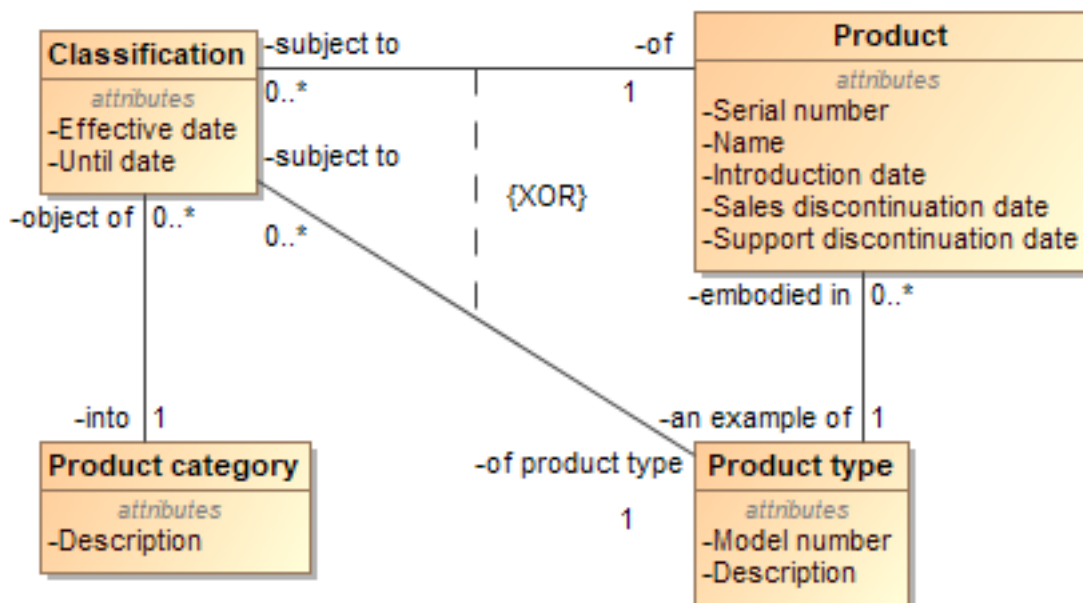 Classification
attributes
-Effective date
-Until date
-subject to
0..*
-of
1
Product
attributes
-Serial number
-Name
-Introduction date
-Sales discontinuation date
-Support discontinuation date
-subject to
0..*
{XOR}
-object of
0..*
-embodied in
0..*
-into
1
-an example of
1
Product category
attributes
-Description
-of product type
1
Product type
attributes
-Model number
-Description